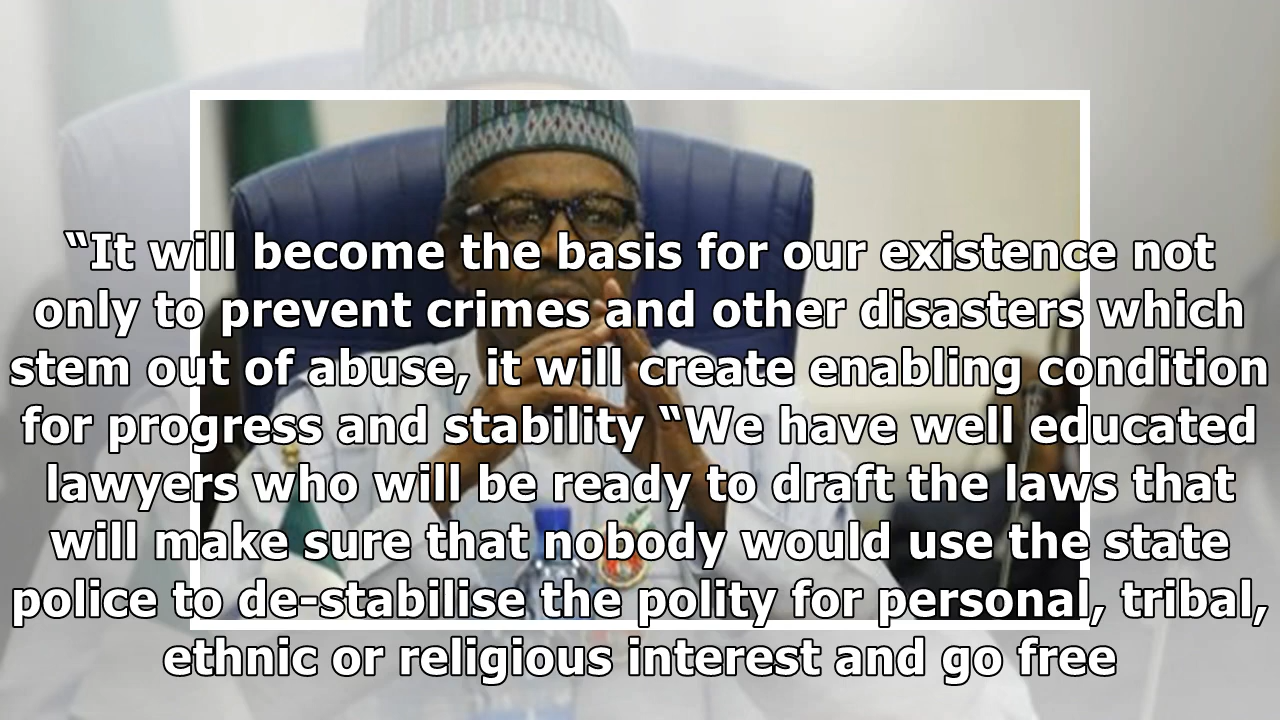 “It will become the basis for our existence not
only to prevent crimes and other disasters which
stem out of abuse, it will create enabling condition
for progress and stability “We have well educated
lawyers who will be ready to draft the laws that
will make sure that nobody would use the state
police to de-stabilise the polity for personal, tribal,
ethnic or religious interest and go free